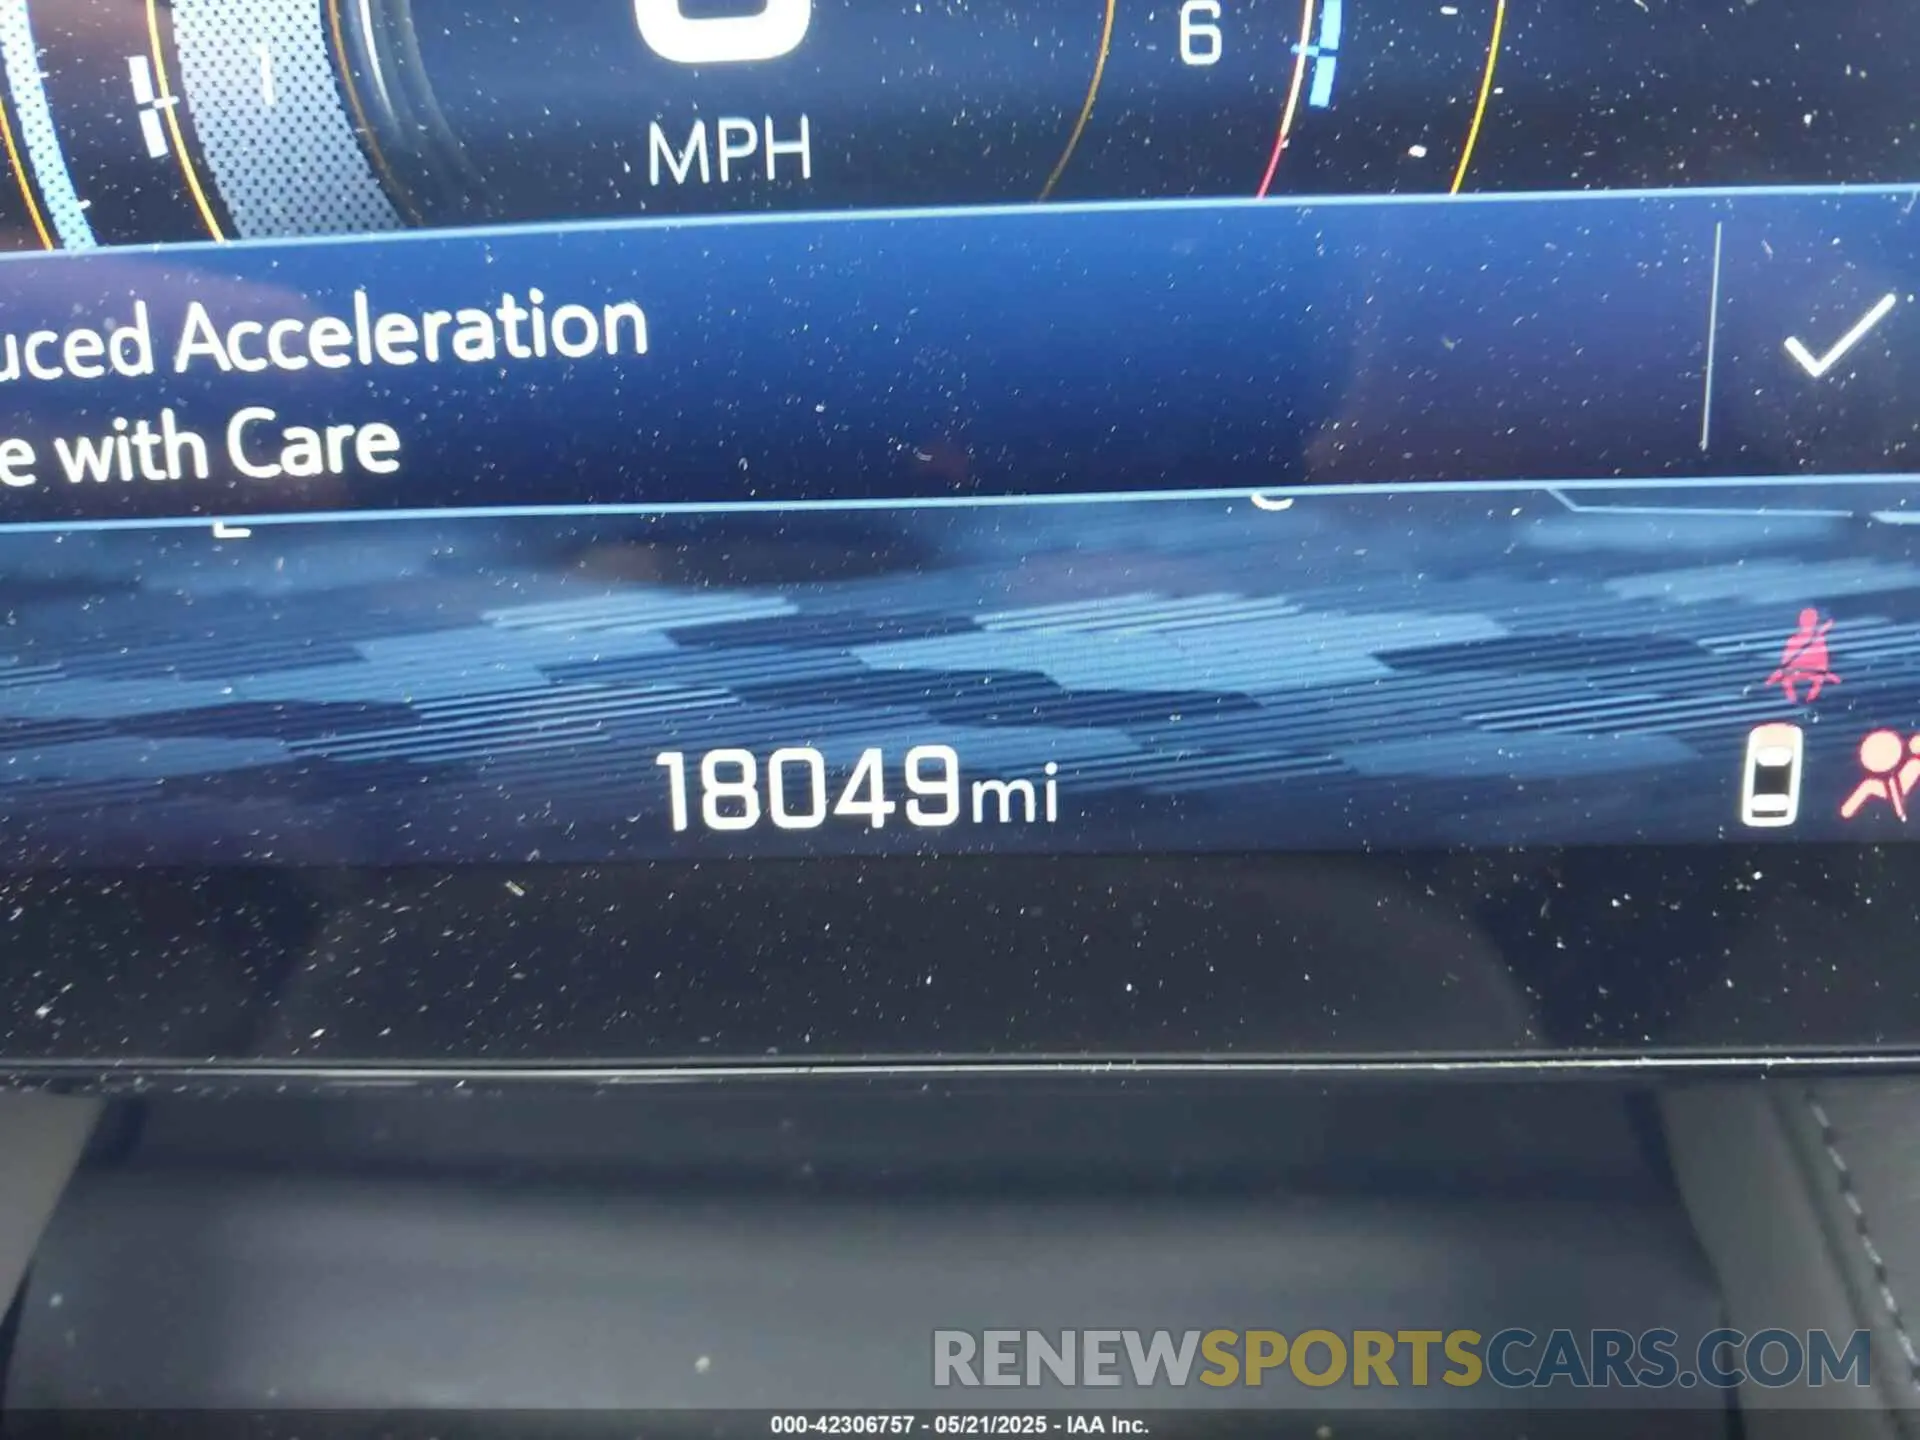 6
MPH
uced Acceleration
e with Care
18049mi
RENEWSPORTSCARS.COM
000-42306757 - 05/21/2025 - IAA Inc.